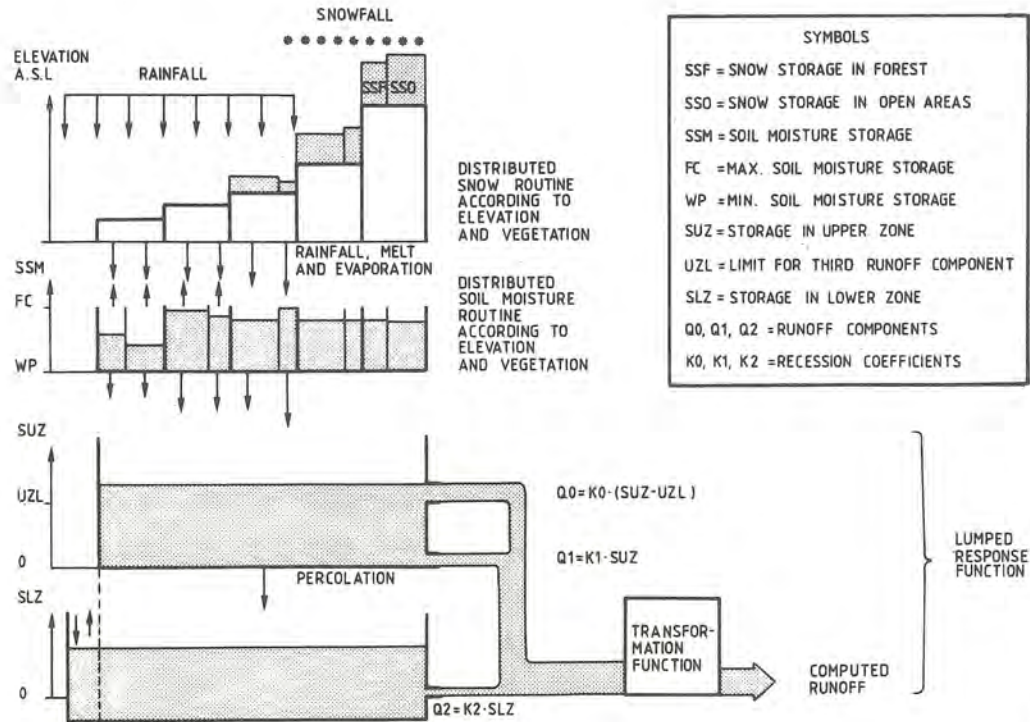 SNOWFALL
ELEVATION
A.S.L
RAINFALL
SSF
SSO
DISTRIBUTED
SNOW ROUTINE
ACCORDING TO
ELEVATION
AND VEGETATION
RAINFALL, MELT
AND EVAPORATION
SSM
FC
WP
DISTRIBUTED
SOIL MOISTURE
ROUTINE
ACCORDING TO
ELEVATION
AND VEGETATION
SYMBOLS
SSF = SNOW STORAGE IN FOREST
SSO = SNOW STORAGE IN OPEN AREAS
SSM = SOIL MOISTURE STORAGE
FC = MAX. SOIL MOISTURE STORAGE
WP = MIN. SOIL MOISTURE STORAGE
SUZ = STORAGE IN UPPER ZONE
UZL = LIMIT FOR THIRD RUNOFF COMPONENT
SLZ = STORAGE IN LOWER ZONE
Q0, Q1, Q2 = RUNOFF COMPONENTS
K0, K1, K2 = RECESSION COEFFICIENTS
SUZ
UZL
0
Q0=K0·(SUZ-UZL)
Q1=K1·SUZ
PERCOLATION
SLZ
0
Q2=K2·SLZ
TRANSFOR-
MATION
FUNCTION
COMPUTED
RUNOFF
LUMPED
RESPONSE
FUNCTION